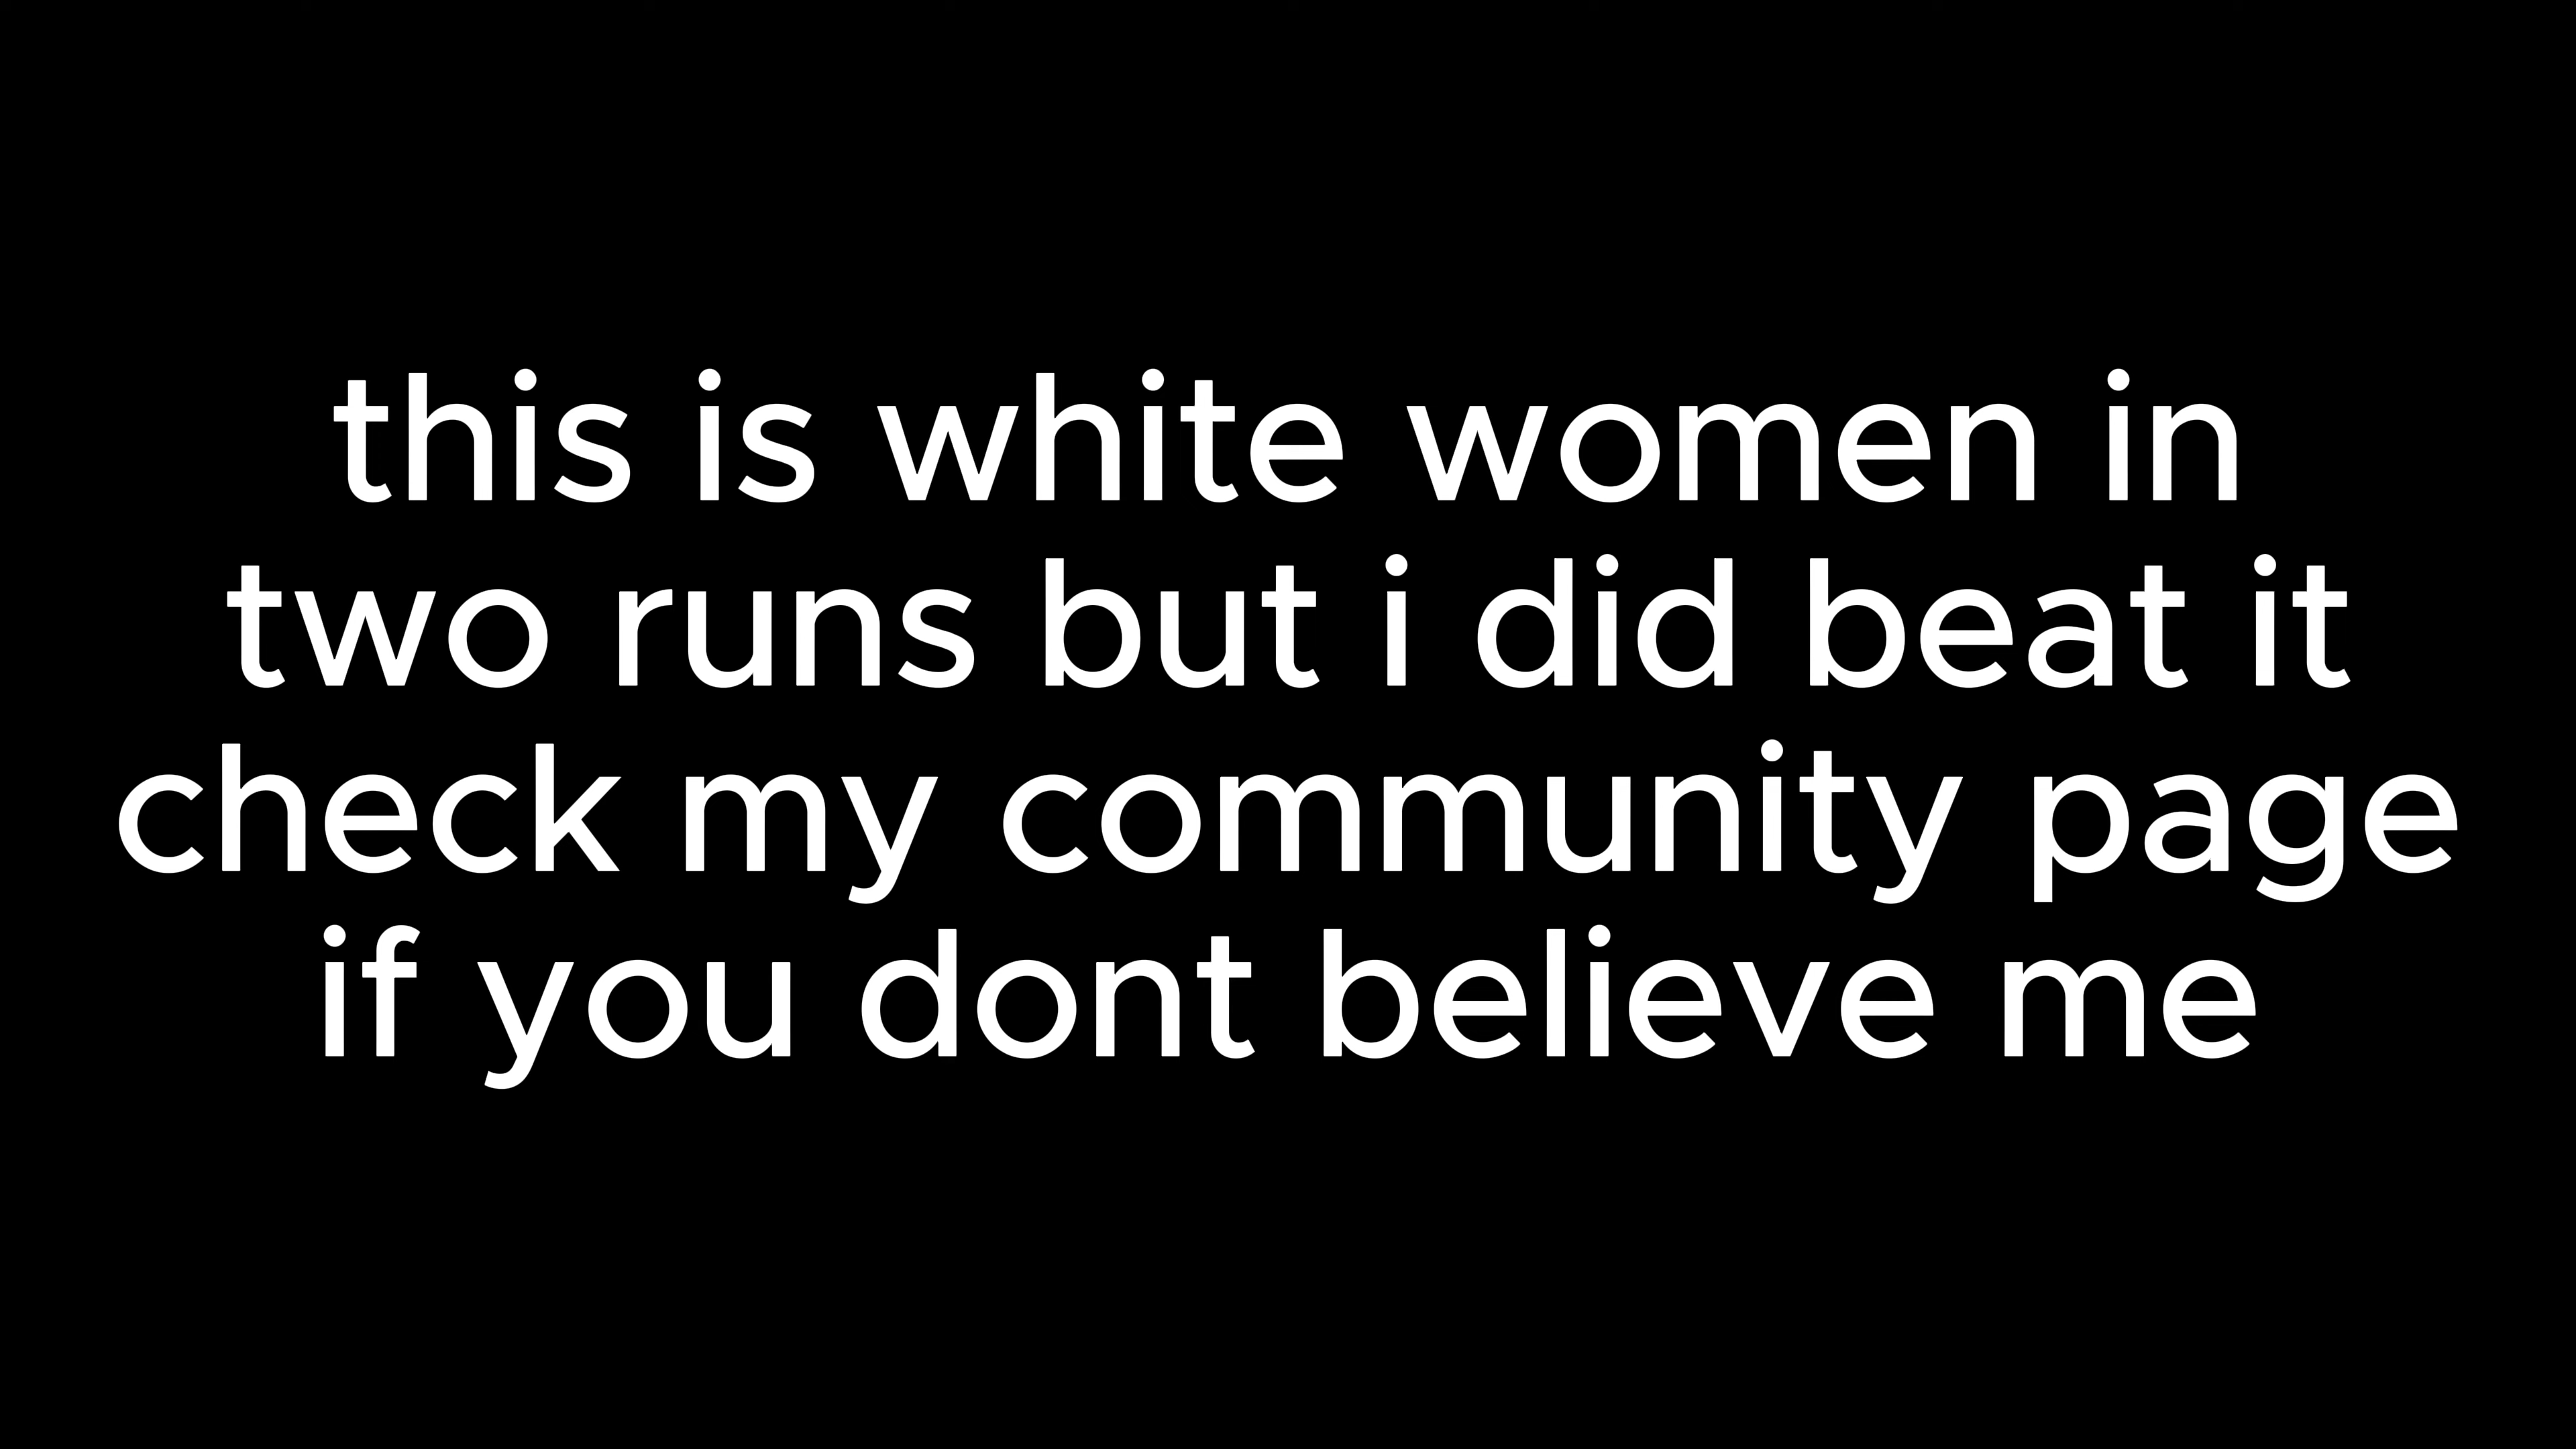 this is white women in
two runs but i did beat it
check my community page
if you dont believe me